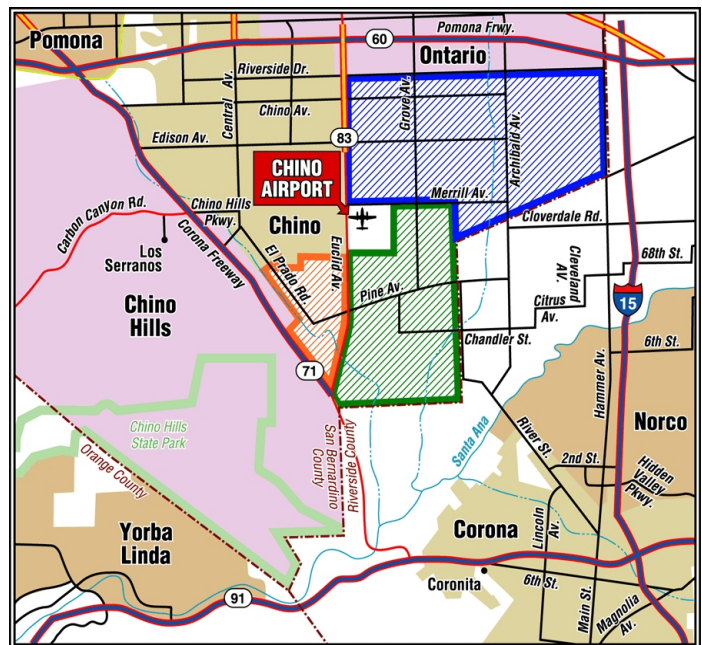 Pomona
60
Pomona Frwy.
Ontario
Riverside Dr.
Central Av.
Chino Av.
Grove Av.
Archibald Av.
Edison Av.
83
CHINO
AIRPORT
Merrill Av.
Chino Hills
Pkwy.
Chino
Cloverdale Rd.
Carbon Canyon Rd.
Los
Serranos
Corona Freeway
El Prado Rd.
Euclid Av.
Pine Av.
68th St.
Cleveland
Av.
Citrus
Av.
15
Chino
Hills
Chandler St.
6th St.
71
Hammer Av.
Norco
Chino Hills
State Park
Orange County
San Bernardino
County
Riverside County
Santa Ana
River St.
2nd St.
Hidden
Valley
Pkwy.
Yorba
Linda
Corona
Lincoln
Av.
Coronita
6th St.
91
Main St.
Magnolia
Av.